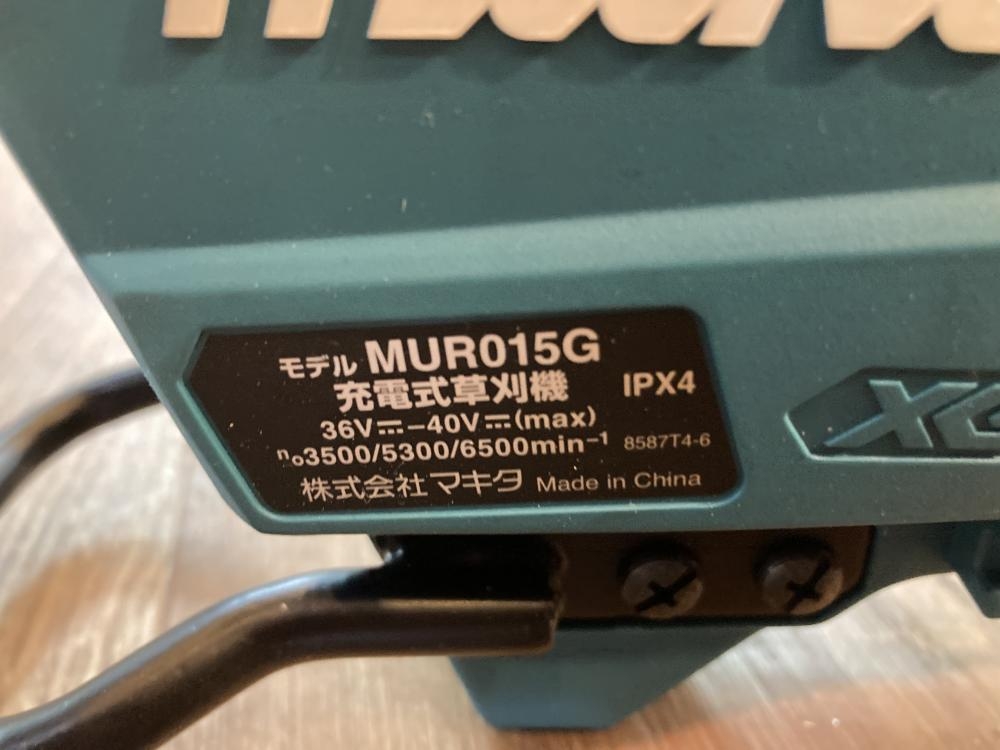 モデル MUR015G
充電式草刈機 IPX4
36V⎓-40V⎓(max)
n₀3500/5300/6500min⁻¹ 8587T4-6
株式会社 マキタ Made in China